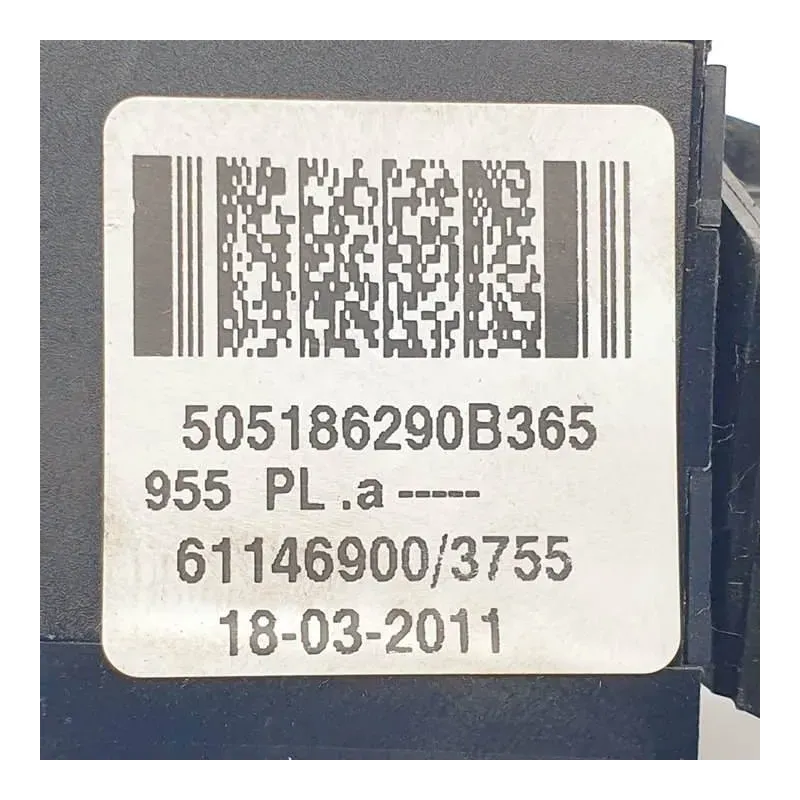 505186290B365
955 PL .a -----
61146900/3755
18-03-2011